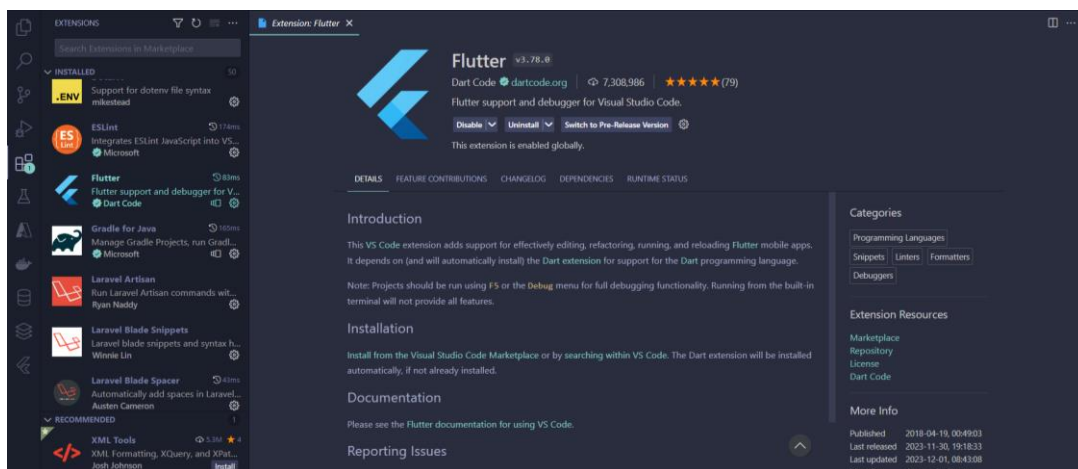 EXTENSIONS
Search Extensions in Marketplace
INSTALLED 50
.ENV
Support for dotenv file syntax
mikestead
ES
Lint
ESLint 174ms
Integrates ESLint JavaScript into VS...
Microsoft
Flutter 83ms
Flutter support and debugger for V...
Dart Code
Gradle for Java 165ms
Manage Gradle Projects, run Gradl...
Microsoft
Laravel Artisan
Run Laravel Artisan commands wit...
Ryan Naddy
Laravel Blade Snippets
Laravel blade snippets and syntax h...
Winnie Lin
Laravel Blade Spacer 43ms
Automatically add spaces in Laravel...
Austen Cameron
RECOMMENDED 1
XML Tools 5.3M 4
XML Formatting, XQuery, and XPat...
Josh Johnson Install
1
Extension: Flutter
Flutter v3.78.0
Dart Code dartcode.org 7,308,986 (79)
Flutter support and debugger for Visual Studio Code.
Disable Uninstall Switch to Pre-Release Version
This extension is enabled globally.
DETAILS FEATURE CONTRIBUTIONS CHANGELOG DEPENDENCIES RUNTIME STATUS
Introduction
This VS Code extension adds support for effectively editing, refactoring, running, and reloading Flutter mobile apps.
It depends on (and will automatically install) the Dart extension for support for the Dart programming language.
Note: Projects should be run using F5 or the Debug menu for full debugging functionality. Running from the built-in
terminal will not provide all features.
Installation
Install from the Visual Studio Code Marketplace or by searching within VS Code. The Dart extension will be installed
automatically, if not already installed.
Documentation
Please see the Flutter documentation for using VS Code.
Reporting Issues
Categories
Programming Languages
Snippets Linters Formatters
Debuggers
Extension Resources
Marketplace
Repository
License
Dart Code
More Info
Published 2018-04-19, 00:49:03
Last released 2023-11-30, 19:18:33
Last updated 2023-12-01, 08:43:08